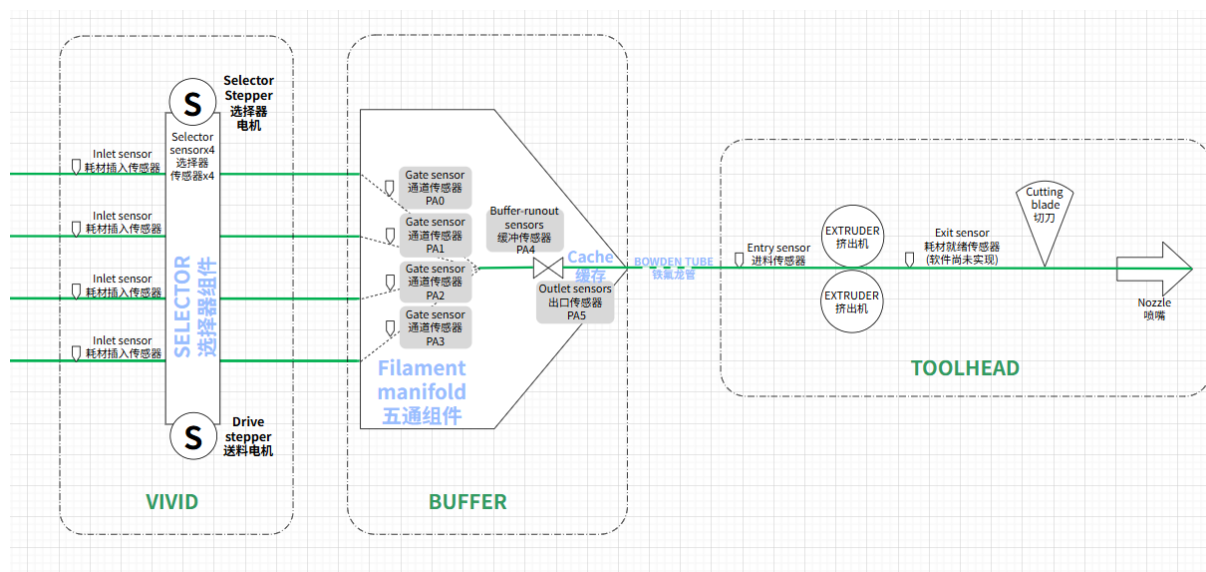 S
Selector
Stepper
选择器
电机
Selector
sensorx4
选择器
传感器x4
Inlet sensor
耗材插入传感器
Inlet sensor
耗材插入传感器
Inlet sensor
耗材插入传感器
Inlet sensor
耗材插入传感器
SELECTOR
选择器组件
S
Drive
stepper
送料电机
VIVID
Gate sensor
通道传感器
PA0
Gate sensor
通道传感器
PA1
Gate sensor
通道传感器
PA2
Gate sensor
通道传感器
PA3
Buffer-runout
sensors
缓冲传感器
PA4
Cache
缓存
Outlet sensors
出口传感器
PA5
Filament
manifold
五通组件
BUFFER
BOWDEN TUBE
铁氟龙管
Entry sensor
进料传感器
EXTRUDER
挤出机
EXTRUDER
挤出机
Exit sensor
耗材就绪传感器
(软件尚未实现)
Cutting
blade
切刀
Nozzle
喷嘴
TOOLHEAD